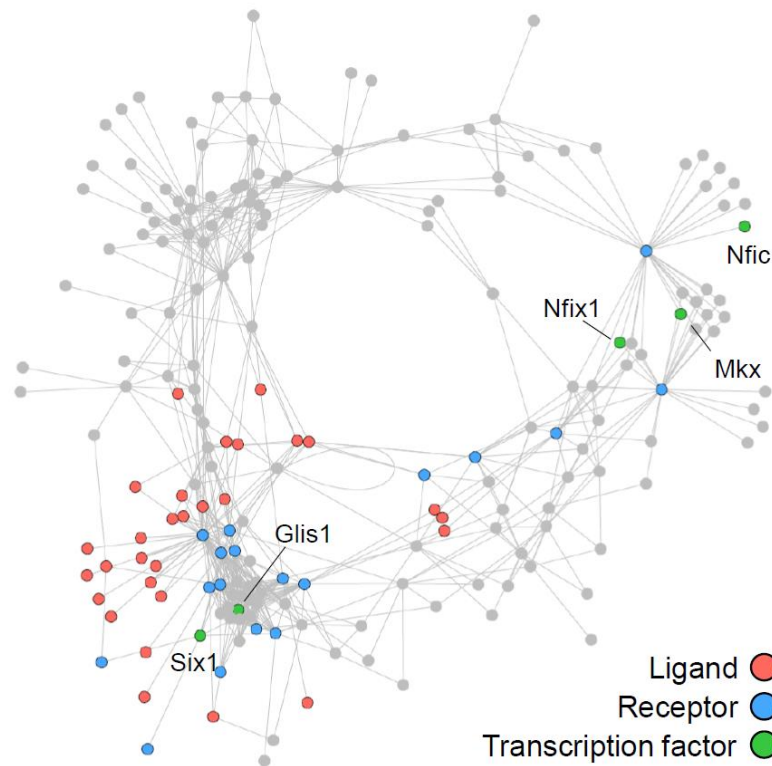 Nfic
Nfix1
Mkx
Glis1
Six1
Ligand
Receptor
Transcription factor